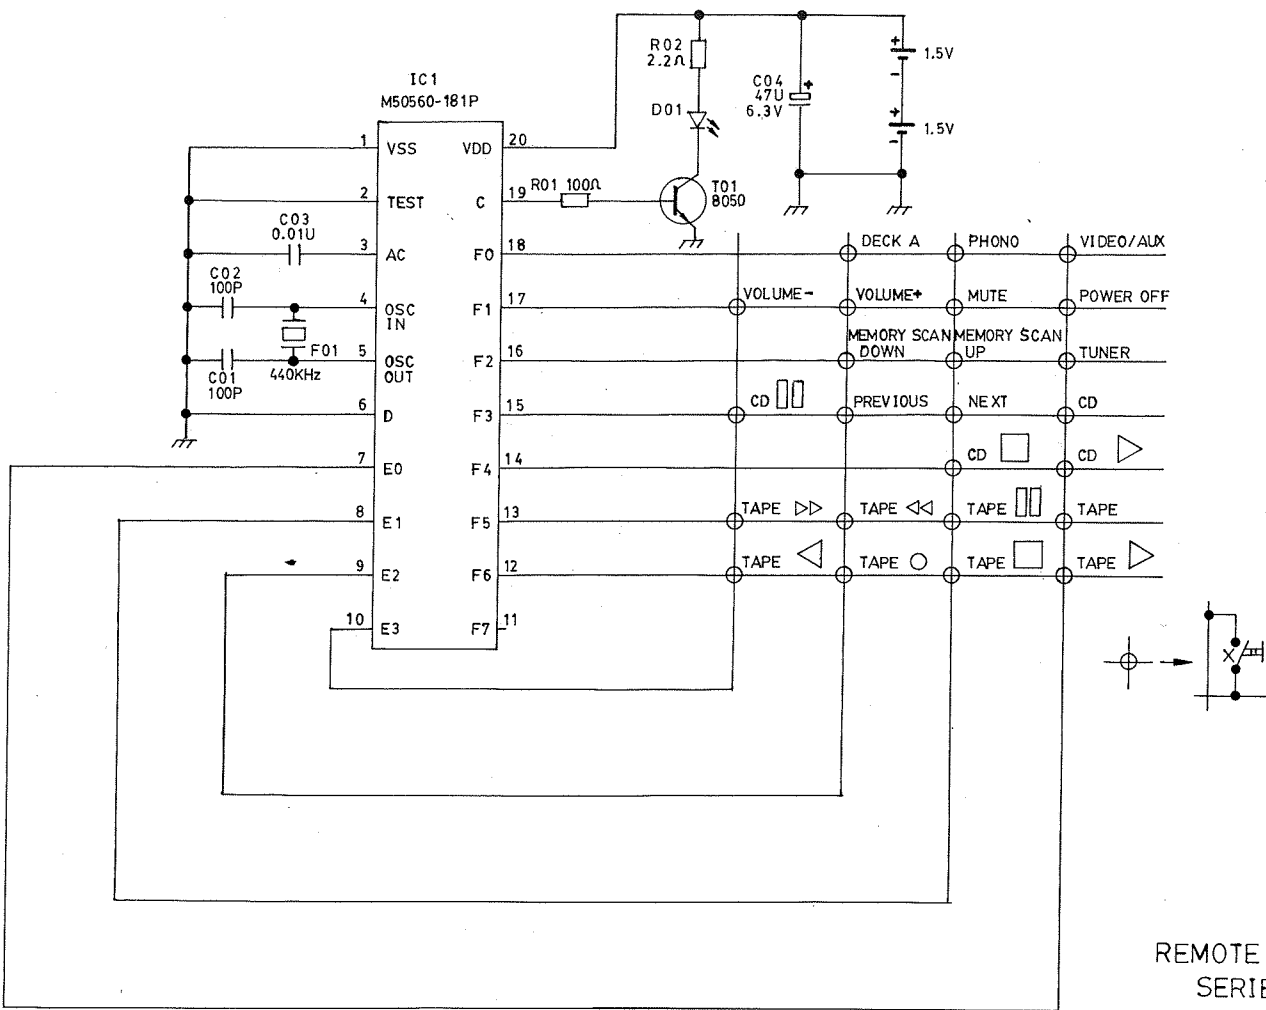 IC1
M50560-181P
R02
2.2Ω
D01
C04
47U
6.3V
+
+
-
1.5V
+
-
1.5V
1
VSS
VDD
20
2
TEST
C
19
R01 100Ω
T01
8050
C03
0.01U
3
AC
F0
18
DECK A
PHONO
VIDEO/AUX
C02
100P
4
OSC
IN
F1
17
VOLUME-
VOLUME+
MUTE
POWER OFF
F01
440KHz
C01
100P
5
OSC
OUT
F2
16
MEMORY SCAN
DOWN
MEMORY SCAN
UP
TUNER
6
D
F3
15
CD
PREVIOUS
NEXT
CD
7
E0
F4
14
CD
CD
8
E1
F5
13
TAPE
TAPE
TAPE
TAPE
9
E2
F6
12
TAPE
TAPE
TAPE
TAPE
10
E3
F7
11
X
REMOTE
SERIE